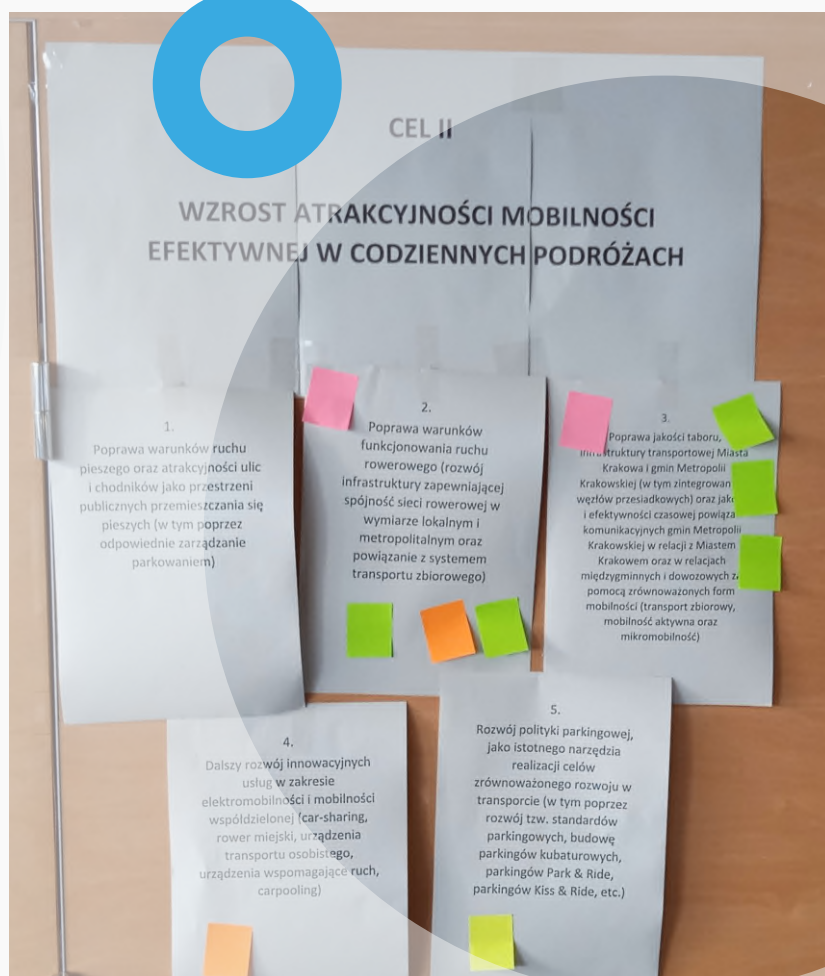 CEL II
WZROST ATRAKCYJNOŚCI MOBILNOŚCI
EFEKTYWNEJ W CODZIENNYCH PODRÓŻACH
1.
Poprawa warunków ruchu
pieszego oraz atrakcyjności ulic
i chodników jako przestrzeni
publicznych przemieszczania się
pieszych (w tym poprzez
odpowiednie zarządzanie
parkowaniem)
2.
Poprawa warunków
funkcjonowania ruchu
rowerowego (rozwój
infrastruktury zapewniającej
spójność sieci rowerowej w
wymiarze lokalnym i
metropolitalnym oraz
powiązanie z systemem
transportu zbiorowego)
3.
Poprawa jakości taboru,
transportowej Miasta
Krakowa i gmin Metropolii
Krakowskiej (w tym
węzłów przesiadkowych) oraz
i efektywności czasowej
komunikacyjnych gmin Metropolii
Krakowskiej w relacji z Miastem
Krakowem oraz w relacjach
międzygminnych i dowozowych
pomocą zrównoważonych form
mobilności (transport zbiorowy,
mobilność aktywna oraz
mikromobilność)
4.
Dalszy rozwój innowacyjnych
usług w zakresie
elektromobilności i mobilności
współdzielonej (car-sharing,
rower miejski, urządzenia
transportu osobistego,
urządzenia wspomagające ruch,
carpooling)
5.
Rozwój polityki parkingowej,
jako istotnego narzędzia
realizacji celów
zrównoważonego rozwoju w
transporcie (w tym poprzez
rozwój tzw. standardów
parkingowych, budowę
parkingów kubaturowych,
parkingów Park & Ride,
parkingów Kiss & Ride, etc.)